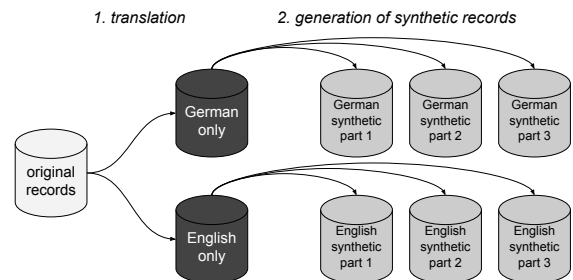 1. translation
2. generation of synthetic records
German
only
German
synthetic
part 1
German
synthetic
part 2
German
synthetic
part 3
original
records
English
only
English
synthetic
part 1
English
synthetic
part 2
English
synthetic
part 3